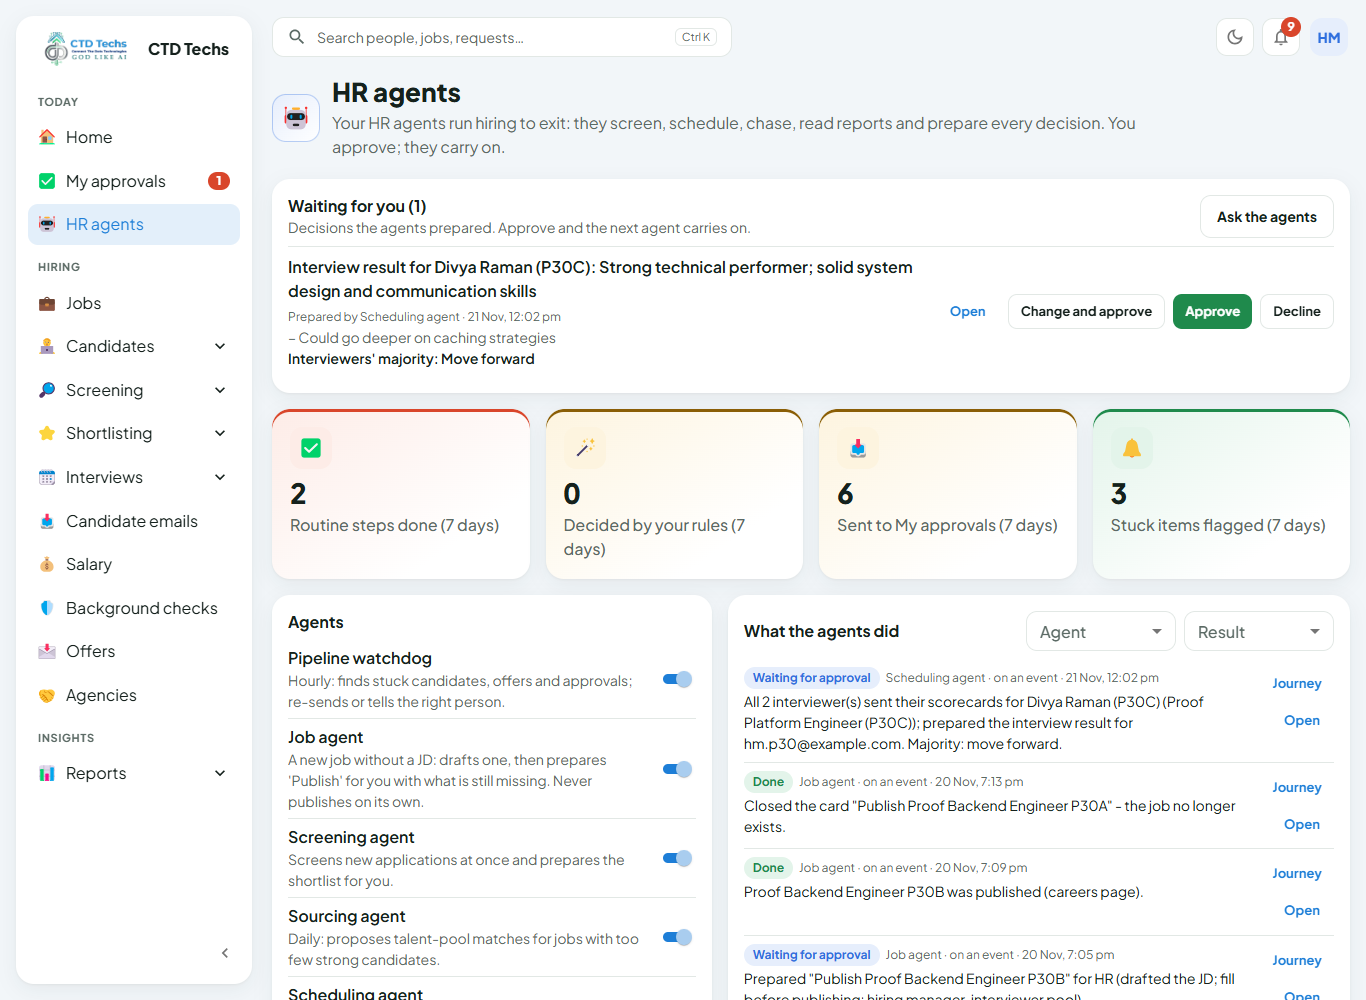 CTD Techs
Connect The Dots Technologies
GOD LIKE AI
CTD Techs
TODAY
Home
My approvals 1
HR agents
HIRING
Jobs
Candidates
Screening
Shortlisting
Interviews
Candidate emails
Salary
Background checks
Offers
Agencies
INSIGHTS
Reports
Search people, jobs, requests... Ctrl K
9
HM
HR agents
Your HR agents run hiring to exit: they screen, schedule, chase, read reports and prepare every decision. You
approve; they carry on.
Waiting for you (1)
Decisions the agents prepared. Approve and the next agent carries on.
Ask the agents
Interview result for Divya Raman (P30C): Strong technical performer; solid system
design and communication skills
Prepared by Scheduling agent · 21 Nov, 12:02 pm
– Could go deeper on caching strategies
Interviewers' majority: Move forward
Open Change and approve Approve Decline
2
Routine steps done (7 days)
0
Decided by your rules (7
days)
6
Sent to My approvals (7 days)
3
Stuck items flagged (7 days)
Agents
Pipeline watchdog
Hourly: finds stuck candidates, offers and approvals;
re-sends or tells the right person.
Job agent
A new job without a JD: drafts one, then prepares
'Publish' for you with what is still missing. Never
publishes on its own.
Screening agent
Screens new applications at once and prepares the
shortlist for you.
Sourcing agent
Daily: proposes talent-pool matches for jobs with too
few strong candidates.
Scheduling agent
What the agents did
Agent Result
Waiting for approval Scheduling agent · on an event · 21 Nov, 12:02 pm
All 2 interviewer(s) sent their scorecards for Divya Raman (P30C) (Proof
Platform Engineer (P30C)); prepared the interview result for
hm.p30@example.com. Majority: move forward.
Journey
Open
Done Job agent · on an event · 20 Nov, 7:13 pm
Closed the card "Publish Proof Backend Engineer P30A" - the job no longer
exists.
Journey
Open
Done Job agent · on an event · 20 Nov, 7:09 pm
Proof Backend Engineer P30B was published (careers page).
Journey
Open
Waiting for approval Job agent · on an event · 20 Nov, 7:05 pm
Prepared "Publish Proof Backend Engineer P30B" for HR (drafted the JD; fill
before publishing: hiring manager, interviewer pool).
Journey
Open